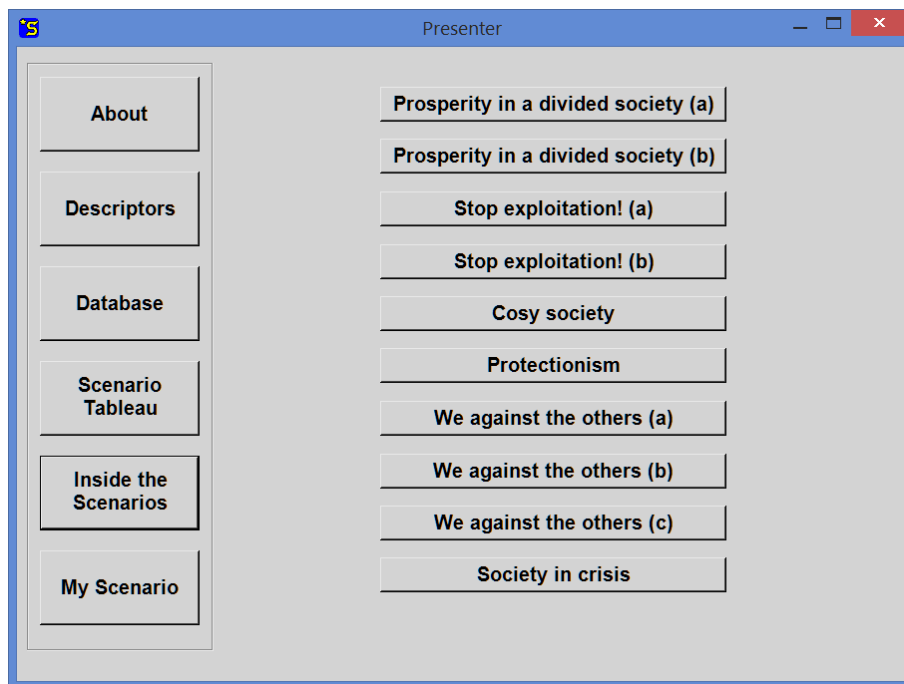 Presenter
About
Descriptors
Database
Scenario
Tableau
Inside the
Scenarios
My Scenario
Prosperity in a divided society (a)
Prosperity in a divided society (b)
Stop exploitation! (a)
Stop exploitation! (b)
Cosy society
Protectionism
We against the others (a)
We against the others (b)
We against the others (c)
Society in crisis